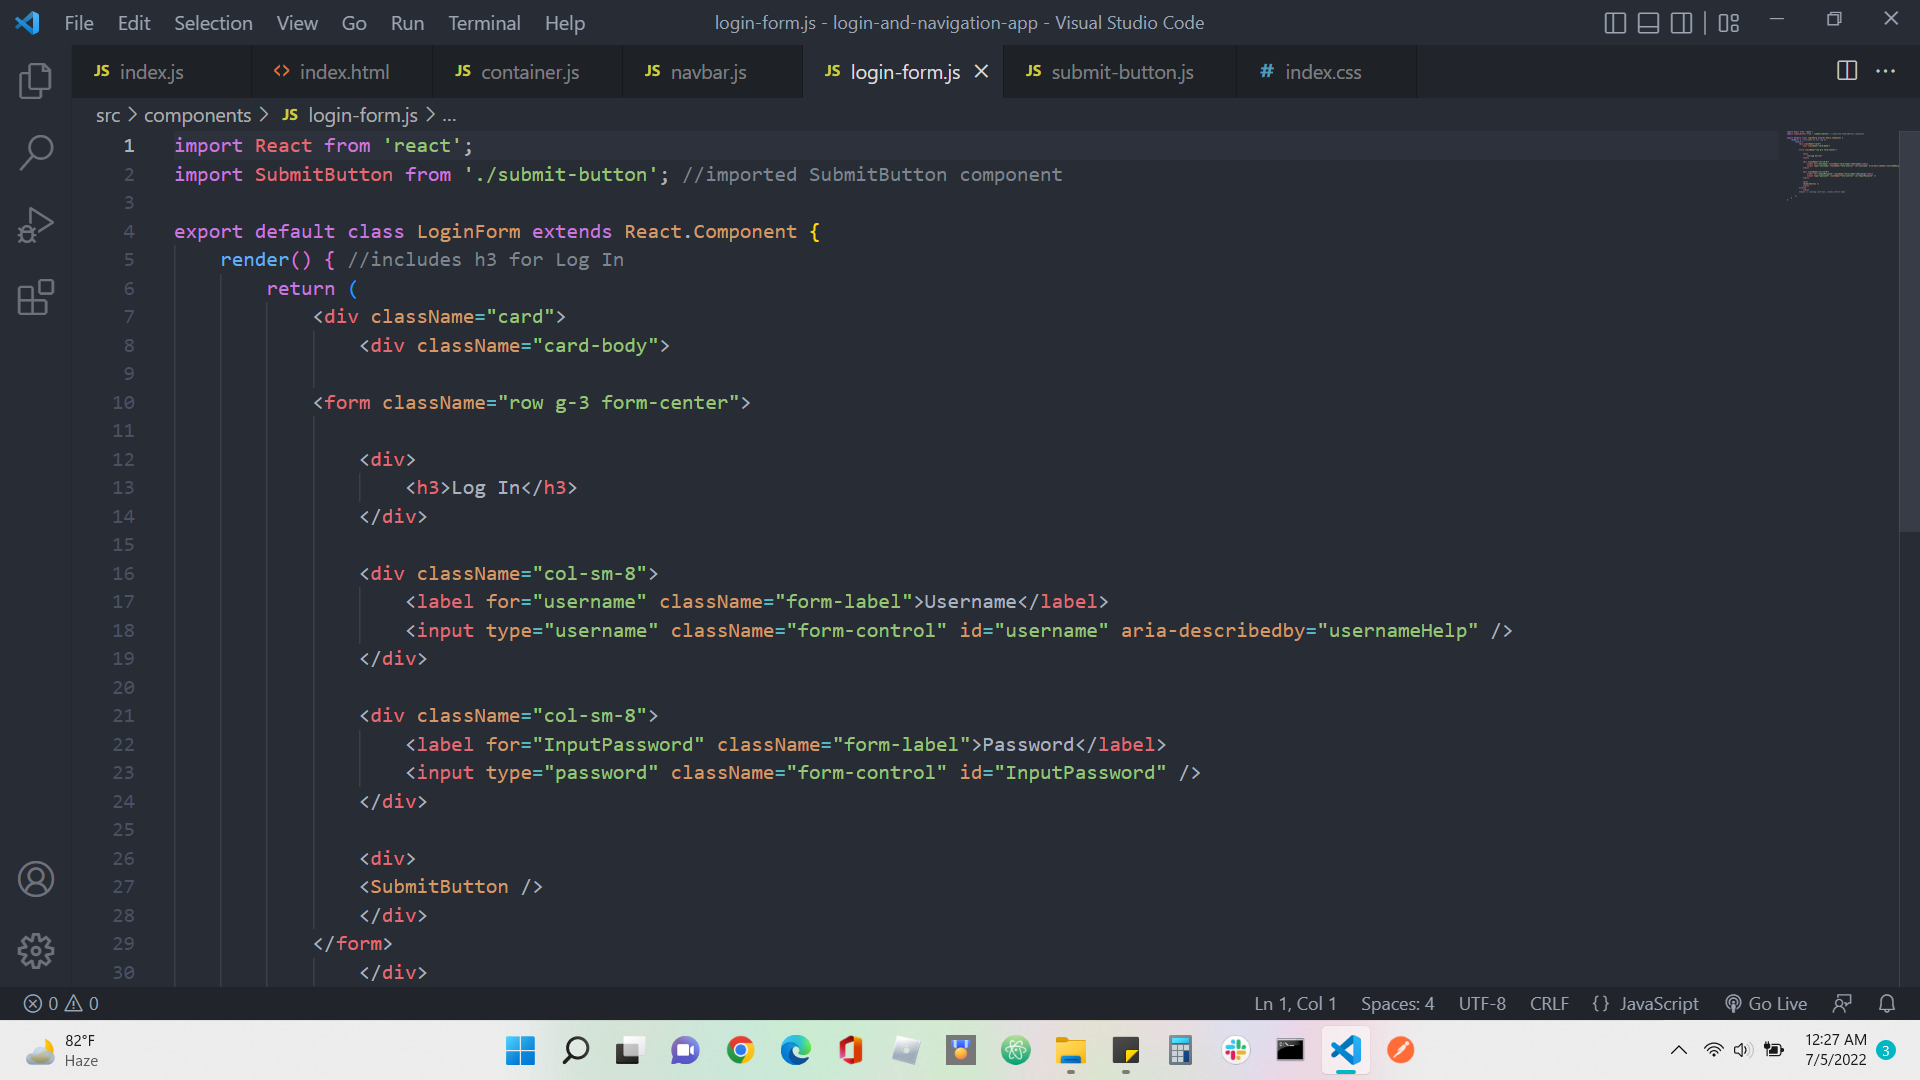 File Edit Selection View Go Run Terminal Help login-form.js - login-and-navigation-app - Visual Studio Code
JS index.js <> index.html JS container.js JS navbar.js JS login-form.js JS submit-button.js # index.css
src > components > JS login-form.js > ...
1 import React from 'react';
2 import SubmitButton from './submit-button'; //imported SubmitButton component
3
4 export default class LoginForm extends React.Component {
5 render() { //includes h3 for Log In
6 return (
7 <div className="card">
8 <div className="card-body">
9
10 <form className="row g-3 form-center">
11
12 <div>
13 <h3>Log In</h3>
14 </div>
15
16 <div className="col-sm-8">
17 <label for="username" className="form-label">Username</label>
18 <input type="username" className="form-control" id="username" aria-describedby="usernameHelp" />
19 </div>
20
21 <div className="col-sm-8">
22 <label for="InputPassword" className="form-label">Password</label>
23 <input type="password" className="form-control" id="InputPassword" />
24 </div>
25
26 <div>
27 <SubmitButton />
28 </div>
29 </form>
30 </div>
0 0 Ln 1, Col 1 Spaces: 4 UTF-8 CRLF {} JavaScript Go Live
82°F
Haze
12:27 AM
7/5/2022
3